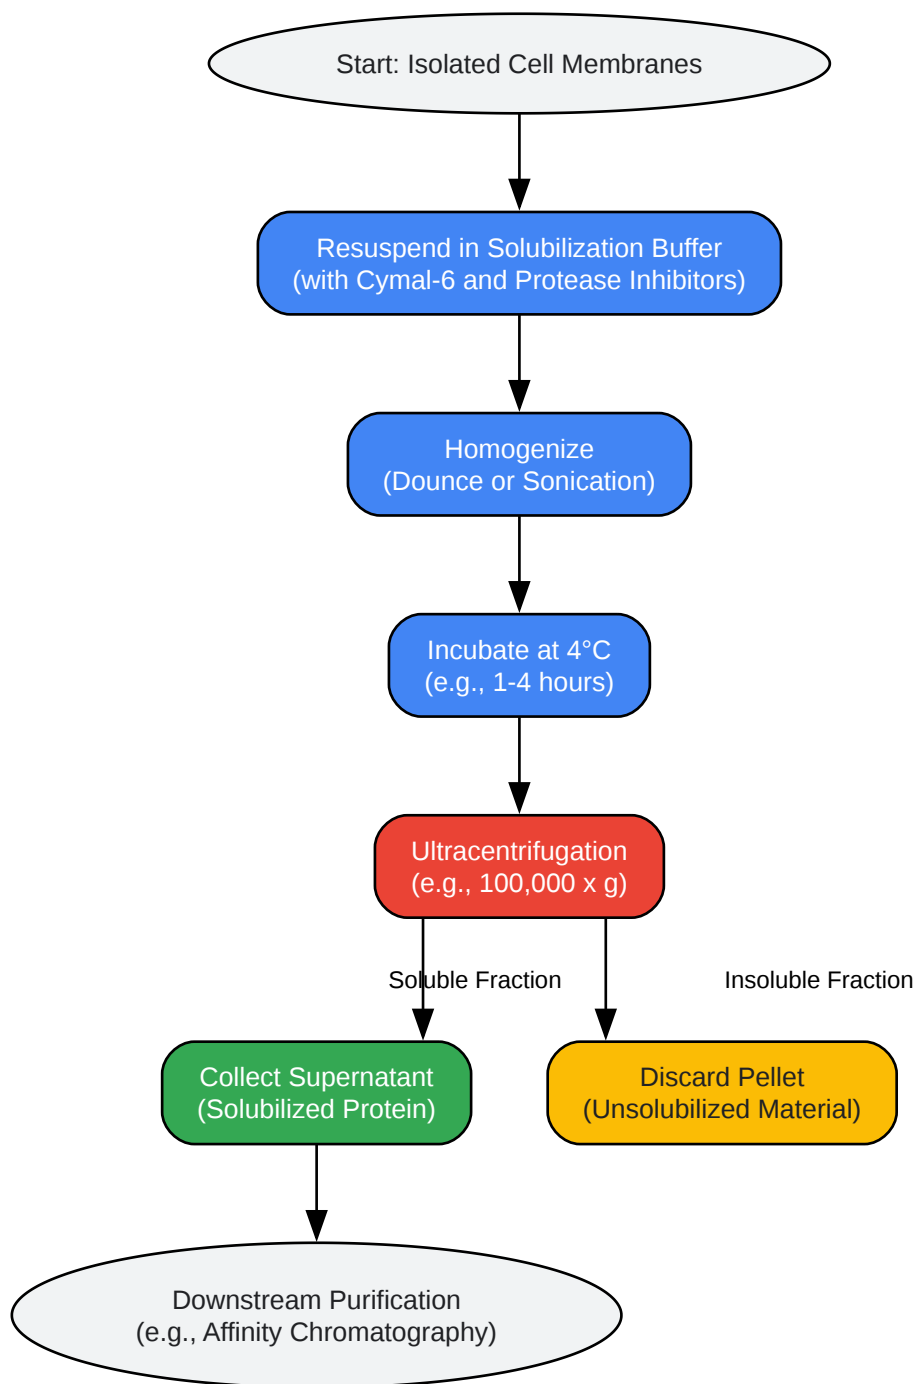 Start: Isolated Cell Membranes
Resuspend in Solubilization Buffer
(with Cymal-6 and Protease Inhibitors)
Homogenize
(Dounce or Sonication)
Incubate at 4°C
(e.g., 1-4 hours)
Ultracentrifugation
(e.g., 100,000 x g)
Soluble Fraction
Insoluble Fraction
Collect Supernatant
(Solubilized Protein)
Discard Pellet
(Unsolubilized Material)
Downstream Purification
(e.g., Affinity Chromatography)